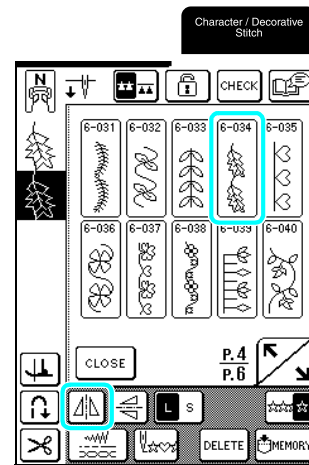 Character / Decorative
Stitch
N
CHECK
6-031 6-032 6-033 6-034 6-035
6-036 6-037 6-038 6-039 6-040
CLOSE
P.4
P.6
L S
DELETE MEMORY